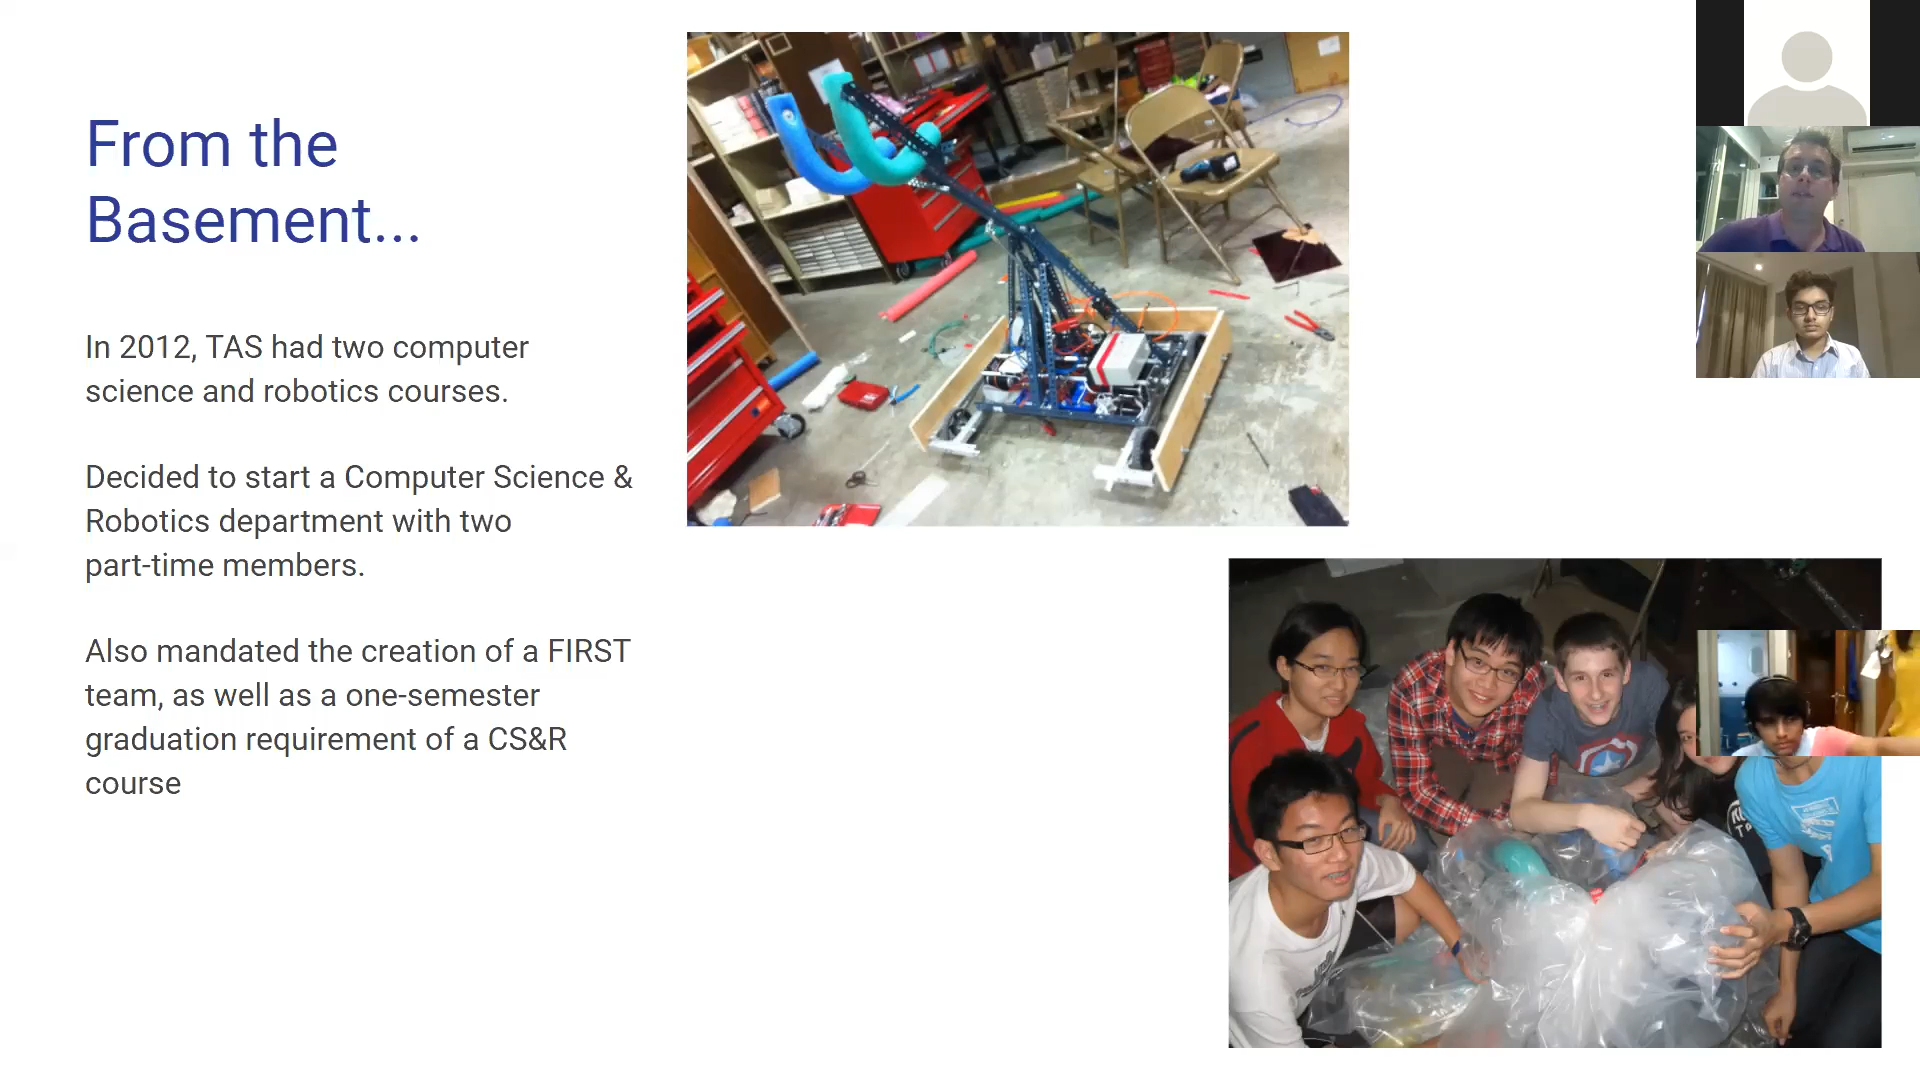 From the
Basement...
In 2012, TAS had two computer
science and robotics courses.
Decided to start a Computer Science &
Robotics department with two
part-time members.
Also mandated the creation of a FIRST
team, as well as a one-semester
graduation requirement of a CS&R
course